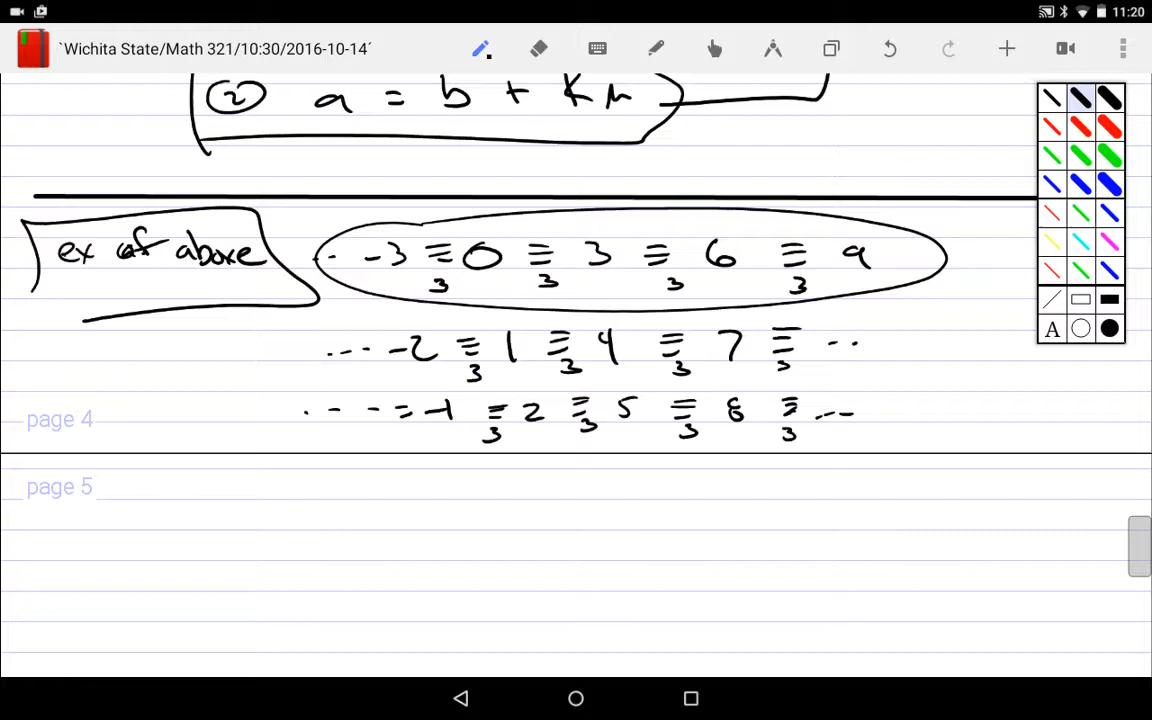 11:20
`Wichita State/Math 321/10:30/2016-10-14´
② a = b + Kn
ex of above ·· -3 ≡₃ 0 ≡₃ 3 ≡₃ 6 ≡₃ 9
···· -2 ≡₃ 1 ≡₃ 4 ≡₃ 7 ≡₃ ··
· - - - = -1 ≡₃ 2 ≡₃ 5 ≡₃ 8 ≡₃ ·--
page 4
page 5
A